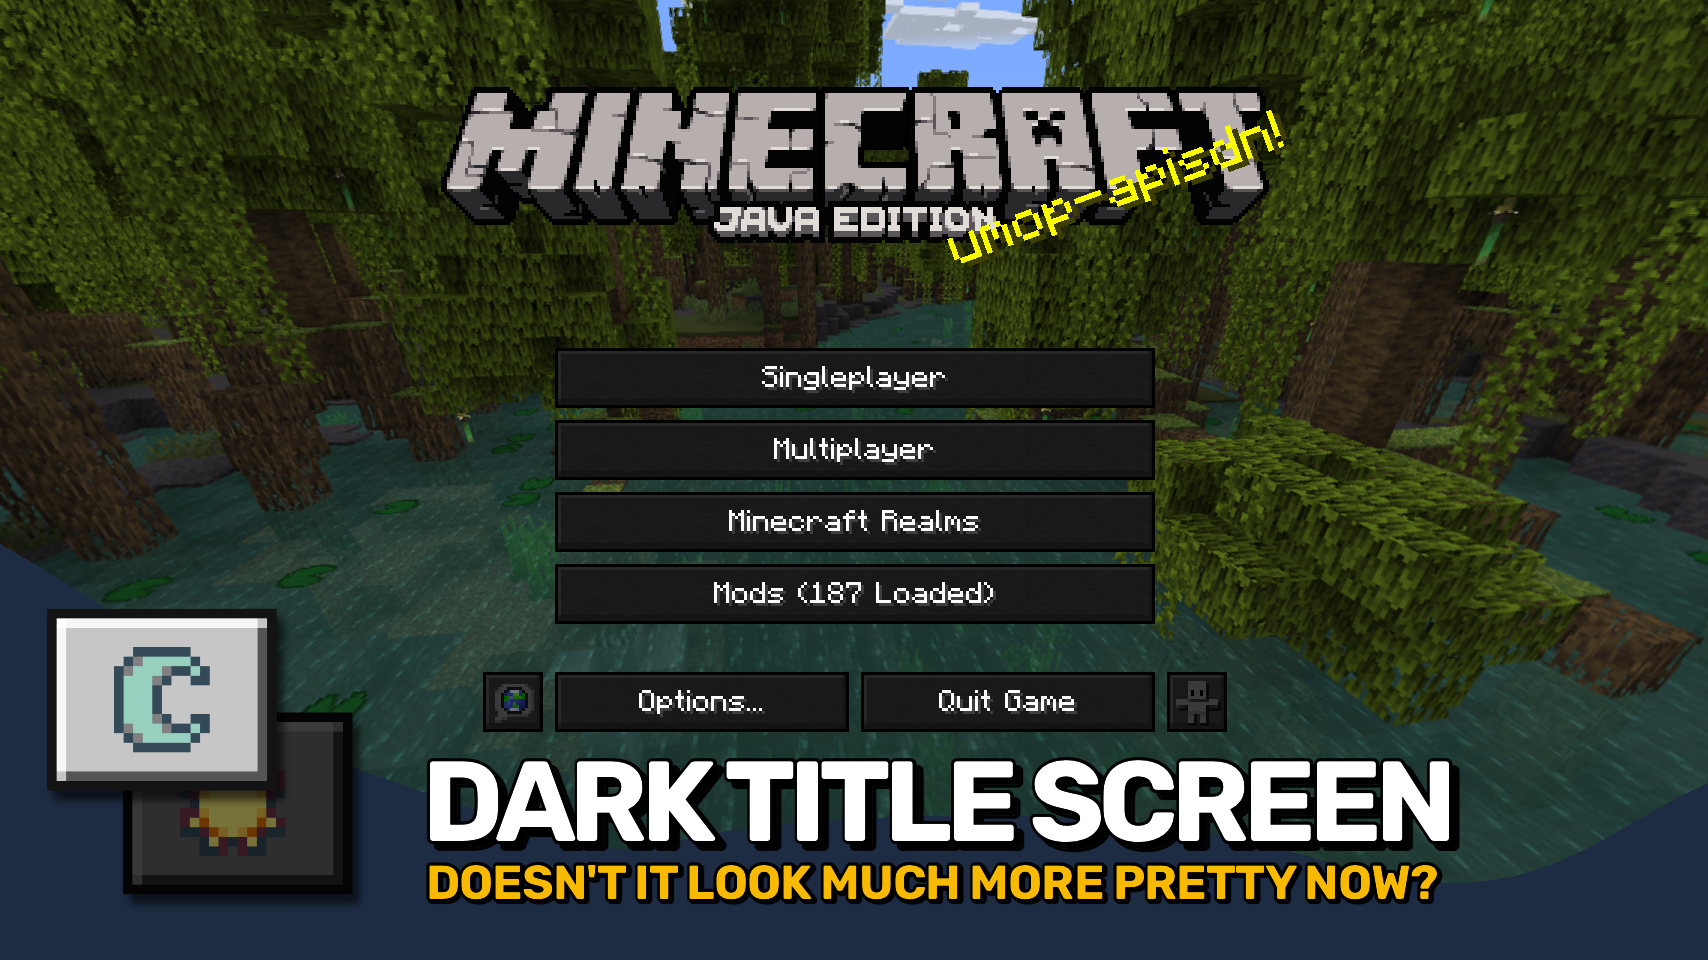 MINECRAFT
JAVA EDITION
umop-apisdn!
Singleplayer
Multiplayer
Minecraft Realms
Mods (187 Loaded)
Options...
Quit Game
DARK TITLE SCREEN
DOESN'T IT LOOK MUCH MORE PRETTY NOW?